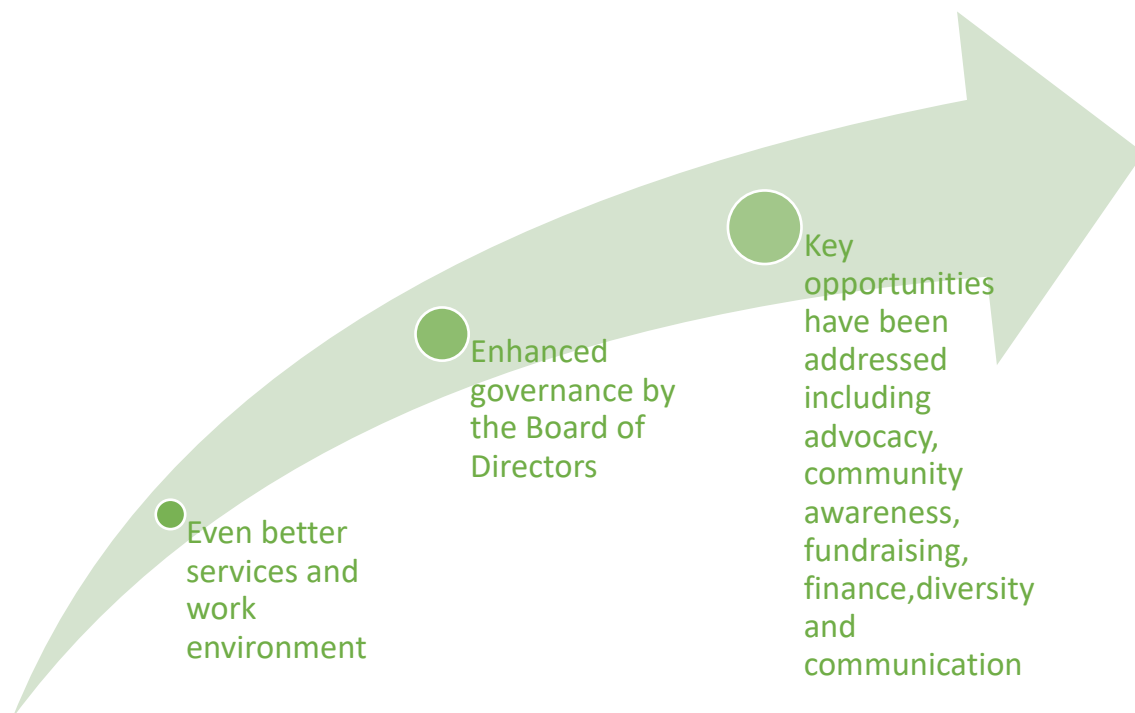 Even better
services and
work
environment
Enhanced
governance by
the Board of
Directors
Key
opportunities
have been
addressed
including
advocacy,
community
awareness,
fundraising,
finance,diversity
and
communication